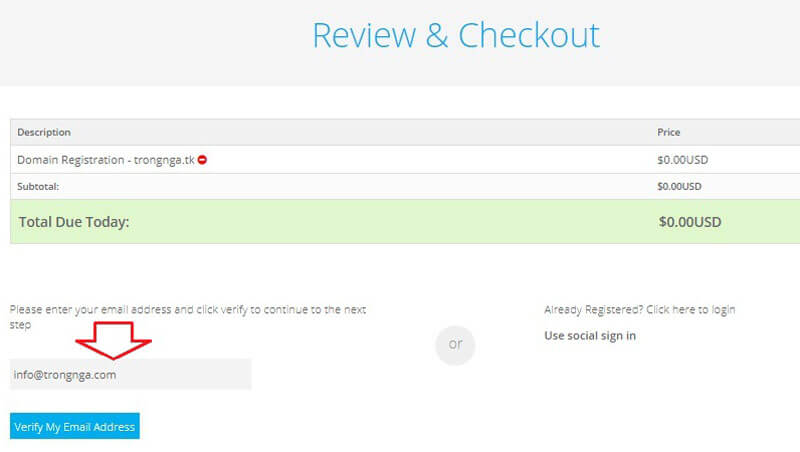 Review & Checkout
Description Price
Domain Registration - trongnga.tk $0.00USD
Subtotal: $0.00USD
Total Due Today: $0.00USD
Please enter your email address and click verify to continue to the next
step
info@trongnga.com
Verify My Email Address
or
Already Registered? Click here to login
Use social sign in